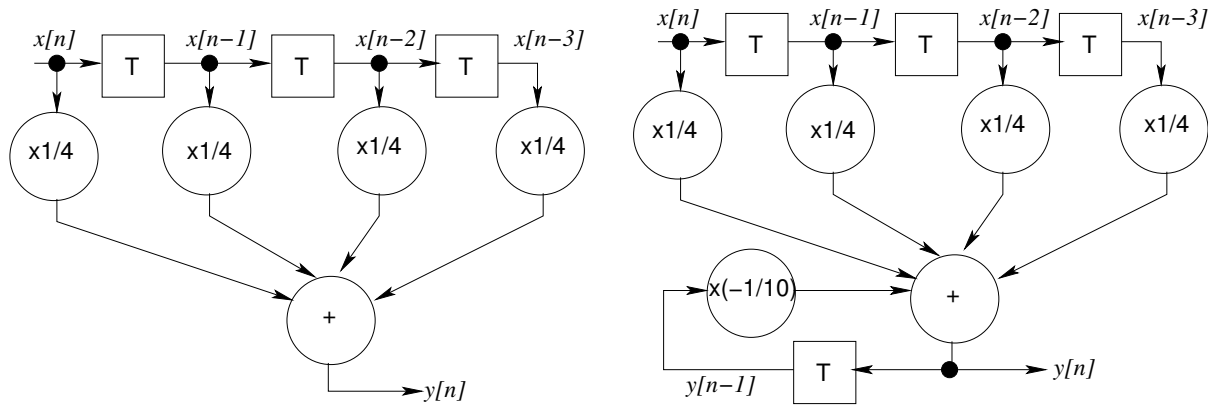 x[n] x[n−1] x[n−2] x[n−3]
T T T
x1/4 x1/4 x1/4 x1/4
+
y[n]
x[n] x[n−1] x[n−2] x[n−3]
T T T
x1/4 x1/4 x1/4 x1/4
x(−1/10) +
y[n−1] T y[n]